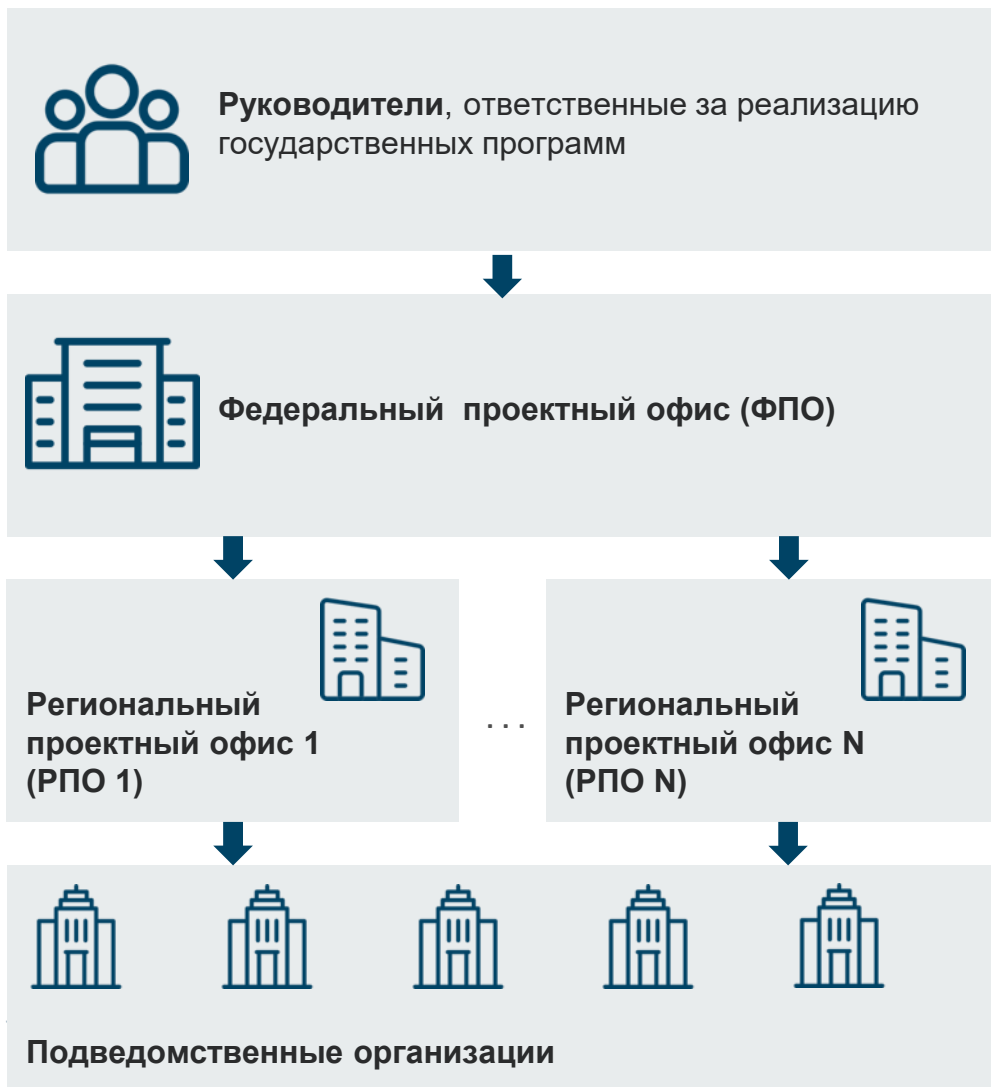 Руководители, ответственные за реализацию
государственных программ
Федеральный проектный офис (ФПО)
Региональный
проектный офис 1
(РПО 1)
. . .
Региональный
проектный офис N
(РПО N)
Подведомственные организации